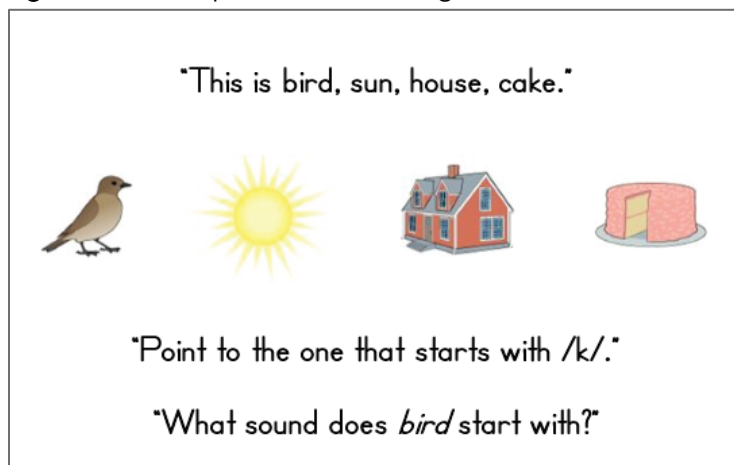 "This is bird, sun, house, cake."
"Point to the one that starts with /k/."
"What sound does bird start with?"